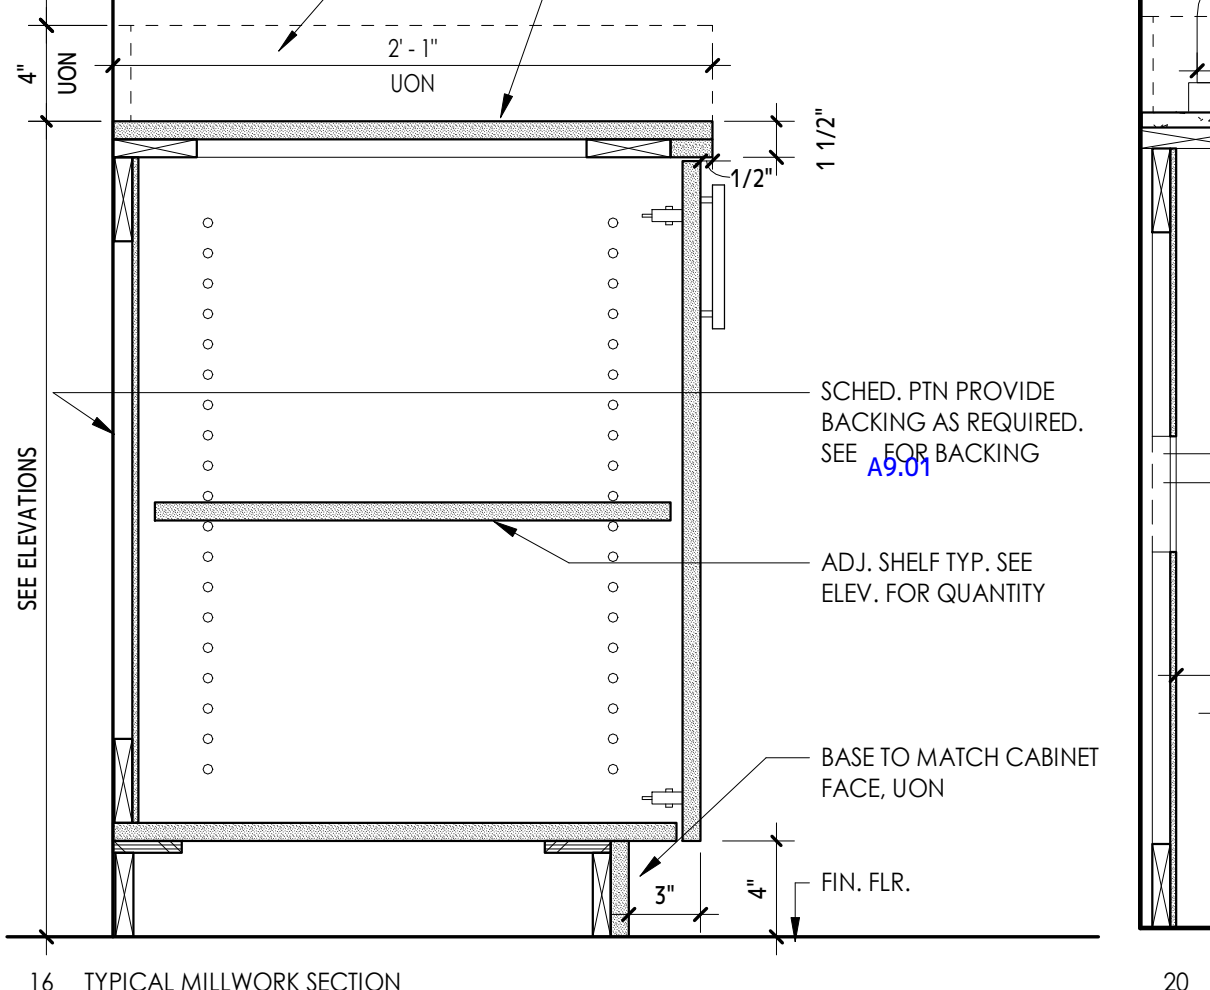 4"
UON
2' - 1"
UON
1 1/2"
1/2"
SCHED. PTN PROVIDE
BACKING AS REQUIRED.
SEE A9.01 FOR BACKING
SEE ELEVATIONS
ADJ. SHELF TYP. SEE
ELEV. FOR QUANTITY
BASE TO MATCH CABINET
FACE, UON
3"
4"
FIN. FLR.
16 TYPICAL MILLWORK SECTION
20